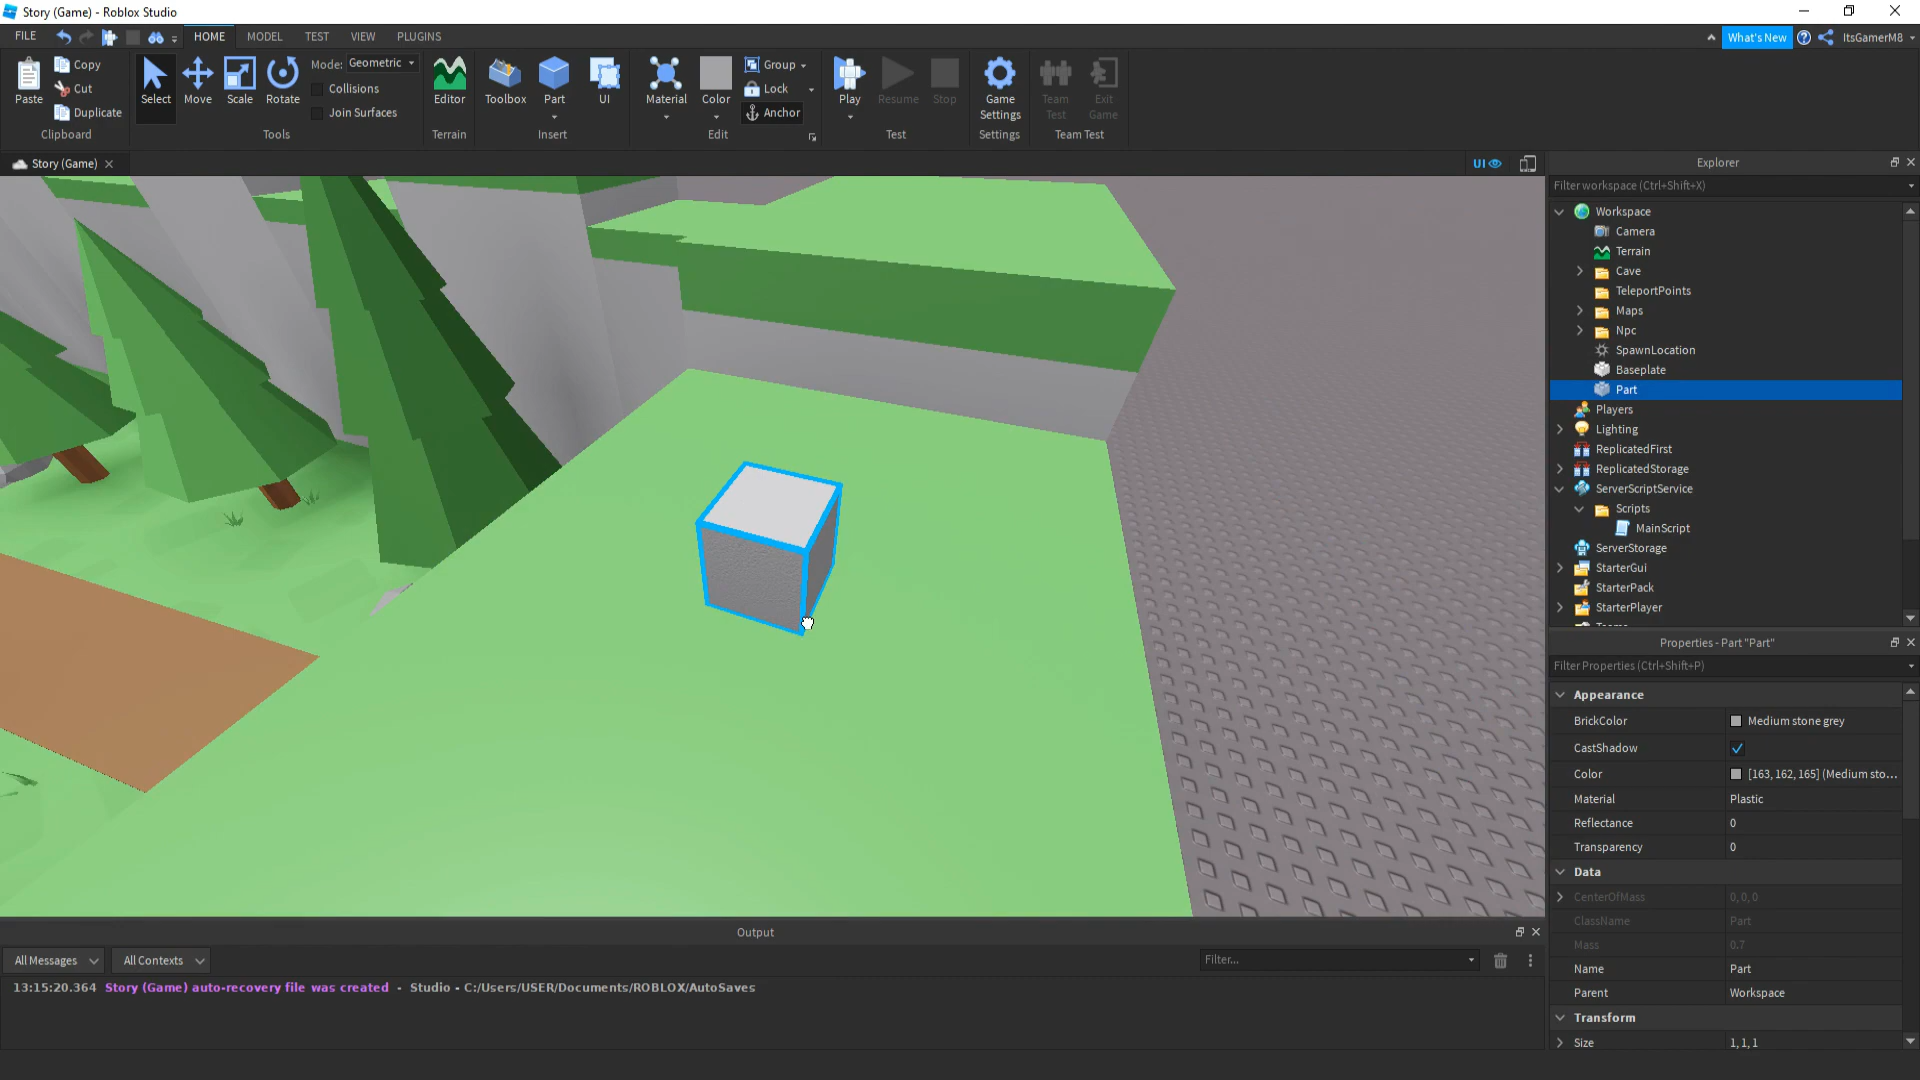 Story (Game) - Roblox Studio
FILE HOME MODEL TEST VIEW PLUGINS What's New ItsGamerM8
Paste Copy Cut Duplicate Clipboard
Select Move Scale Rotate Mode: Geometric Collisions Join Surfaces Tools
Editor Terrain
Toolbox Part UI Insert
Material Color Group Lock Anchor Edit
Play Resume Stop Test
Game Settings Settings
Team Test Exit Game Team Test
Story (Game) UI
Explorer
Filter workspace (Ctrl+Shift+X)
Workspace
Camera
Terrain
Cave
TeleportPoints
Maps
Npc
SpawnLocation
Baseplate
Part
Players
Lighting
ReplicatedFirst
ReplicatedStorage
ServerScriptService
Scripts
MainScript
ServerStorage
StarterGui
StarterPack
StarterPlayer
Properties - Part "Part"
Filter Properties (Ctrl+Shift+P)
Appearance
BrickColor Medium stone grey
CastShadow
Color [163, 162, 165] (Medium sto...
Material Plastic
Reflectance 0
Transparency 0
Data
CenterOfMass 0, 0, 0
ClassName Part
Mass 0.7
Name Part
Parent Workspace
Transform
Size 1, 1, 1
Output
All Messages All Contexts Filter...
13:15:20.364 Story (Game) auto-recovery file was created - Studio - C:/Users/USER/Documents/ROBLOX/AutoSaves